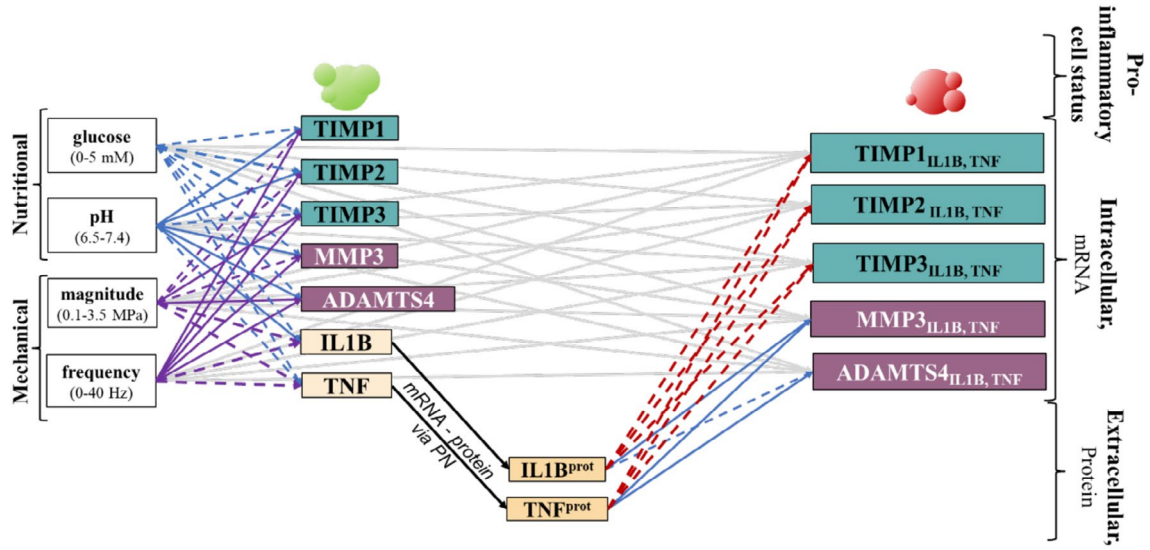 Pro-
inflammatory
cell status
Nutritional
glucose
(0-5 mM)
pH
(6.5-7.4)
Mechanical
magnitude
(0.1-3.5 MPa)
frequency
(0-40 Hz)
TIMP1
TIMP2
TIMP3
MMP3
ADAMTS4
IL1B
TNF
mRNA - protein
via PN
IL1Bprot
TNFprot
TIMP1IL1B, TNF
TIMP2 IL1B, TNF
TIMP3IL1B, TNF
MMP3IL1B, TNF
ADAMTS4IL1B, TNF
Intracellular,
mRNA
Extracellular,
Protein